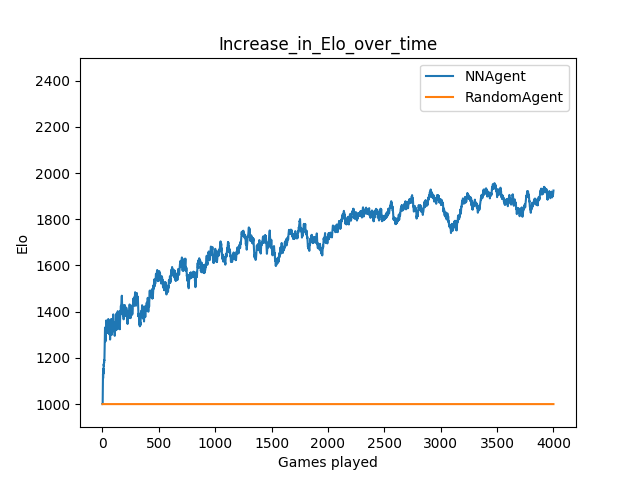 Increase_in_Elo_over_time
NNAgent
RandomAgent
2400
2200
2000
1800
1600
1400
1200
1000
Elo
0 500 1000 1500 2000 2500 3000 3500 4000
Games played